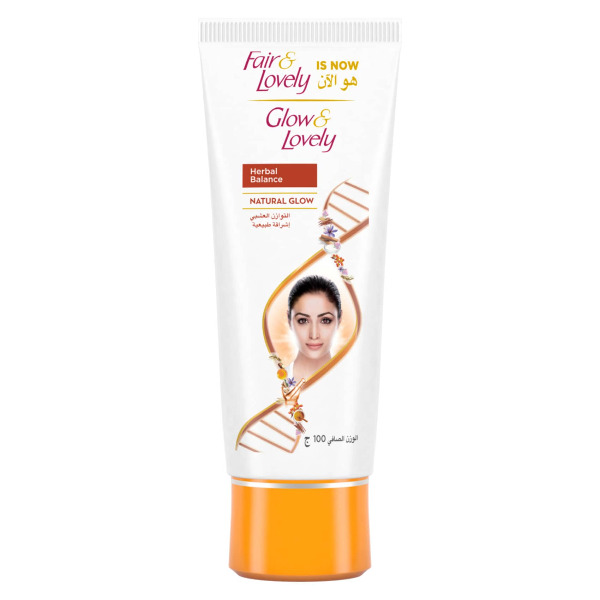 Fair & IS NOW
Lovely هو الآن
Glow &
Lovely
Herbal
Balance
NATURAL GLOW
التوازن العشبي
إشراقة طبيعية
الوزن الصافي 100 ج